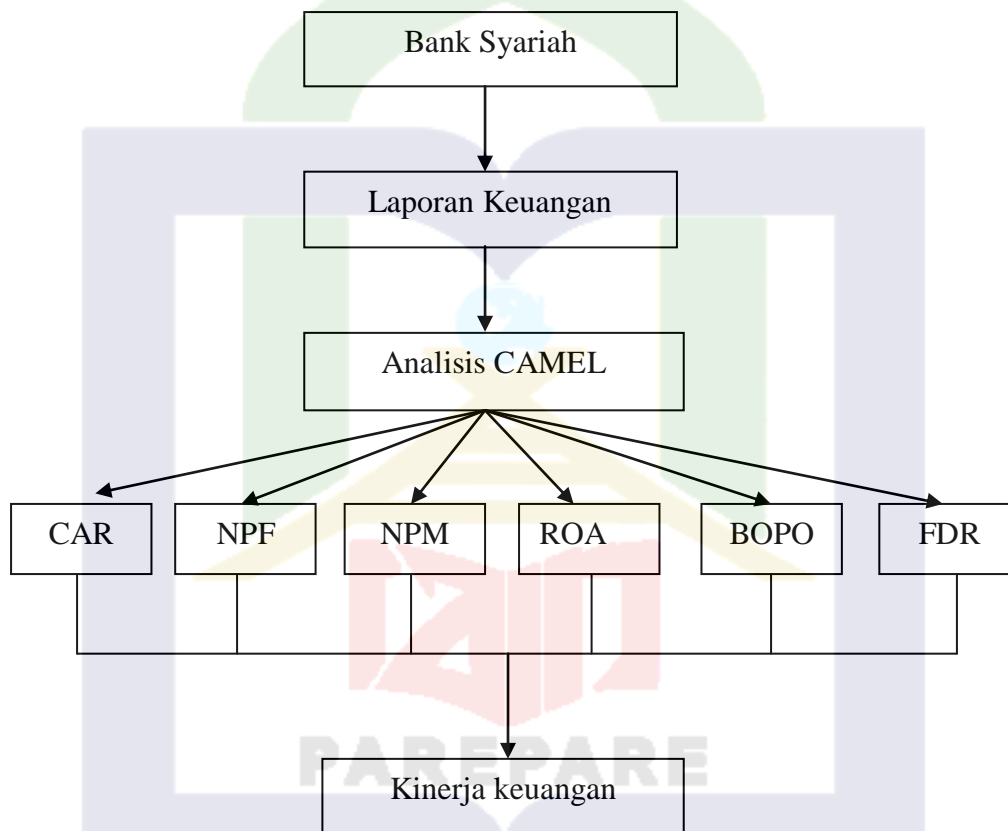 Bank Syariah
Laporan Keuangan
Analisis CAMEL
CAR NPF NPM ROA BOPO FDR
PAREPARE
Kinerja keuangan